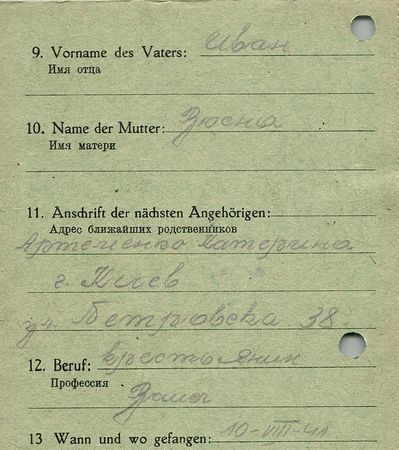 9. Vorname des Vaters: Иван
Имя отца
10. Name der Mutter:
Имя матери
11. Anschrift der nächsten Angehörigen:
Адрес ближайших родственников
Артеменко Катерина
г. Киев
ул. Петровска 38
12. Beruf: крестьянин
Профессия
13 Wann und wo gefangen: 10-VIII-41